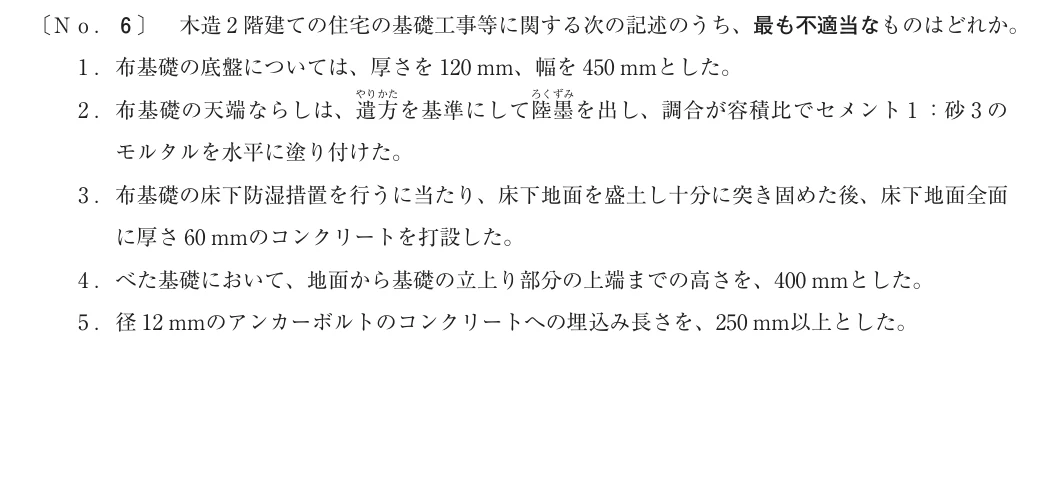 〔Ｎｏ．６〕　木造２階建ての住宅の基礎工事等に関する次の記述のうち、最も不適当なものはどれか。
１．布基礎の底盤については、厚さを 120 mm、幅を 450 mmとした。
やりかた　ろくずみ
２．布基礎の天端ならしは、遣方を基準にして陸墨を出し、調合が容積比でセメント１：砂３の
モルタルを水平に塗り付けた。
３．布基礎の床下防湿措置を行うに当たり、床下地面を盛土し十分に突き固めた後、床下地面全面
に厚さ 60 mmのコンクリートを打設した。
４．べた基礎において、地面から基礎の立上り部分の上端までの高さを、400 mmとした。
５．径 12 mmのアンカーボルトのコンクリートへの埋込み長さを、250 mm以上とした。